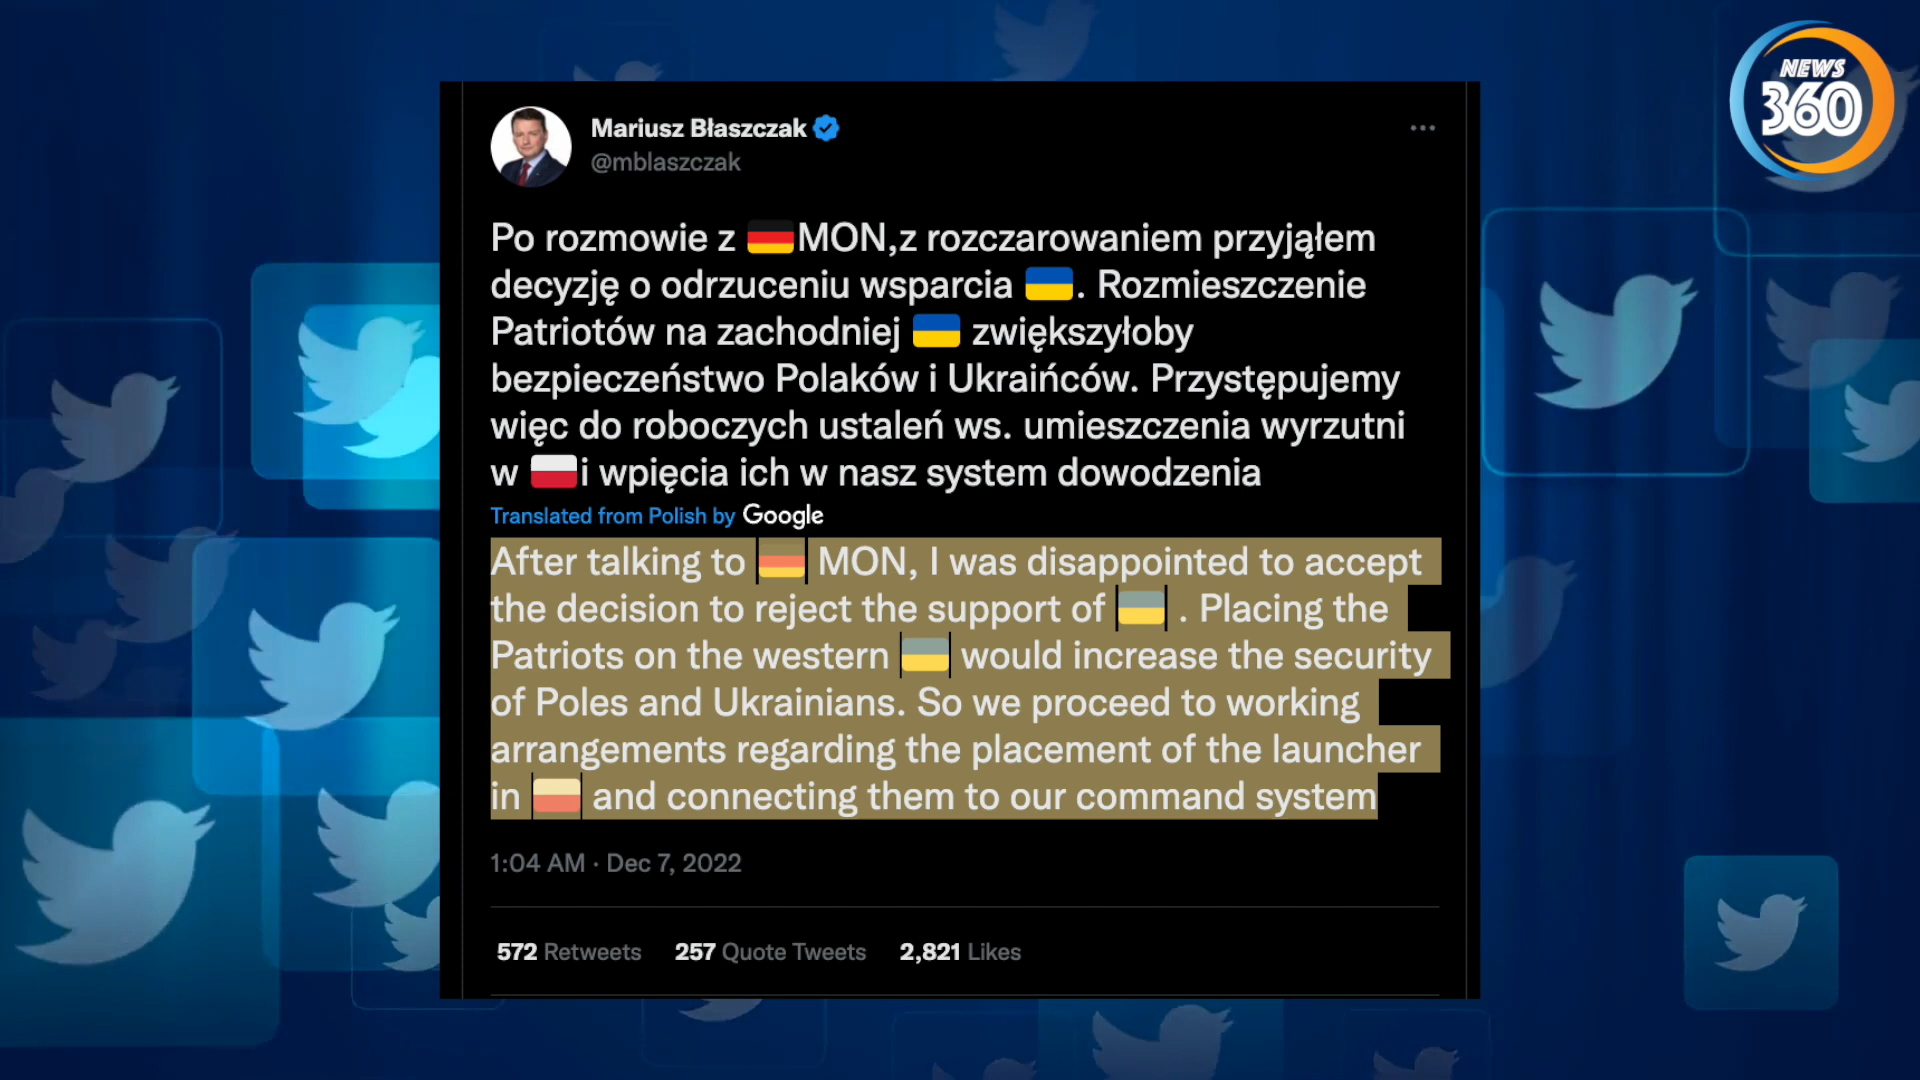 NEWS
360
Mariusz Błaszczak
@mblaszczak
Po rozmowie z 🇩🇪MON,z rozczarowaniem przyjąłem
decyzję o odrzuceniu wsparcia 🇺🇦. Rozmieszczenie
Patriotów na zachodniej 🇺🇦 zwiększyłoby
bezpieczeństwo Polaków i Ukraińców. Przystępujemy
więc do roboczych ustaleń ws. umieszczenia wyrzutni
w 🇵🇱i wpięcia ich w nasz system dowodzenia
Translated from Polish by Google
After talking to 🇩🇪 MON, I was disappointed to accept
the decision to reject the support of 🇺🇦 . Placing the
Patriots on the western 🇺🇦 would increase the security
of Poles and Ukrainians. So we proceed to working
arrangements regarding the placement of the launcher
in 🇵🇱 and connecting them to our command system
1:04 AM · Dec 7, 2022
572 Retweets 257 Quote Tweets 2,821 Likes